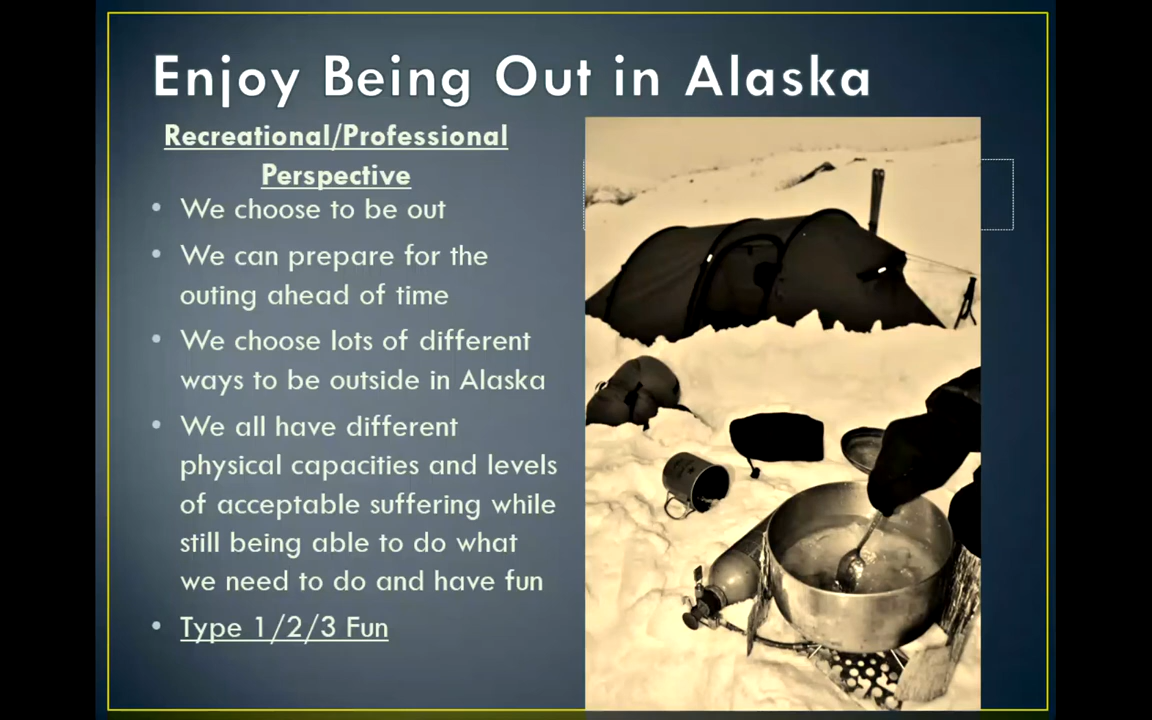 Enjoy Being Out in Alaska
Recreational/Professional
Perspective
• We choose to be out
• We can prepare for the
outing ahead of time
• We choose lots of different
ways to be outside in Alaska
• We all have different
physical capacities and levels
of acceptable suffering while
still being able to do what
we need to do and have fun
• Type 1/2/3 Fun